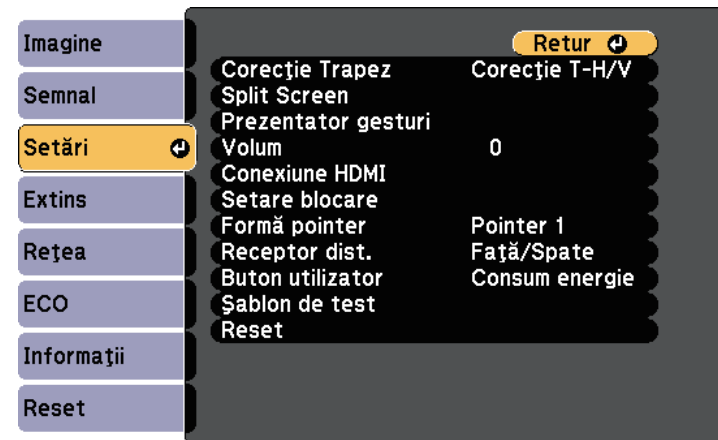 Imagine
Semnal
Setări
Extins
Reţea
ECO
Informaţii
Reset
Retur
Corecţie Trapez Corecţie T-H/V
Split Screen
Prezentator gesturi
Volum 0
Conexiune HDMI
Setare blocare
Formă pointer Pointer 1
Receptor dist. Faţă/Spate
Buton utilizator Consum energie
Şablon de test
Reset